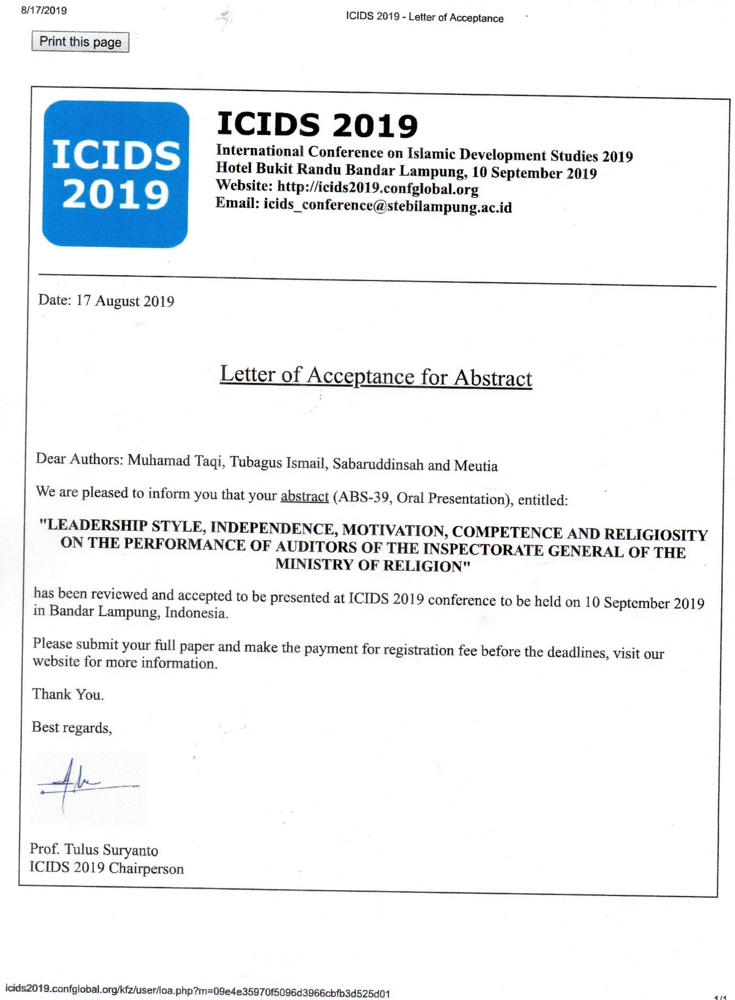 8/17/2019
ICIDS 2019 - Letter of Acceptance
Print this page
ICIDS
2019
ICIDS 2019
International Conference on Islamic Development Studies 2019
Hotel Bukit Randu Bandar Lampung, 10 September 2019
Website: http://icids2019.confglobal.org
Email: icids_conference@stebilampung.ac.id
Date: 17 August 2019
Letter of Acceptance for Abstract
Dear Authors: Muhamad Taqi, Tubagus Ismail, Sabaruddinsah and Meutia
We are pleased to inform you that your abstract (ABS-39, Oral Presentation), entitled:
"LEADERSHIP STYLE, INDEPENDENCE, MOTIVATION, COMPETENCE AND RELIGIOSITY
ON THE PERFORMANCE OF AUDITORS OF THE INSPECTORATE GENERAL OF THE
MINISTRY OF RELIGION"
has been reviewed and accepted to be presented at ICIDS 2019 conference to be held on 10 September 2019
in Bandar Lampung, Indonesia.
Please submit your full paper and make the payment for registration fee before the deadlines, visit our
website for more information.
Thank You.
Best regards,
Prof. Tulus Suryanto
ICIDS 2019 Chairperson
icids2019.confglobal.org/kfz/user/loa.php?m=09e4e35970f5096d3966cbfb3d525d01
1/1